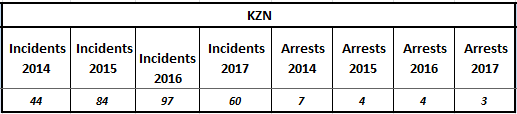 KZN
Incidents 2014 Incidents 2015 Incidents 2016 Incidents 2017 Arrests 2014 Arrests 2015 Arrests 2016 Arrests 2017
44 84 97 60 7 4 4 3